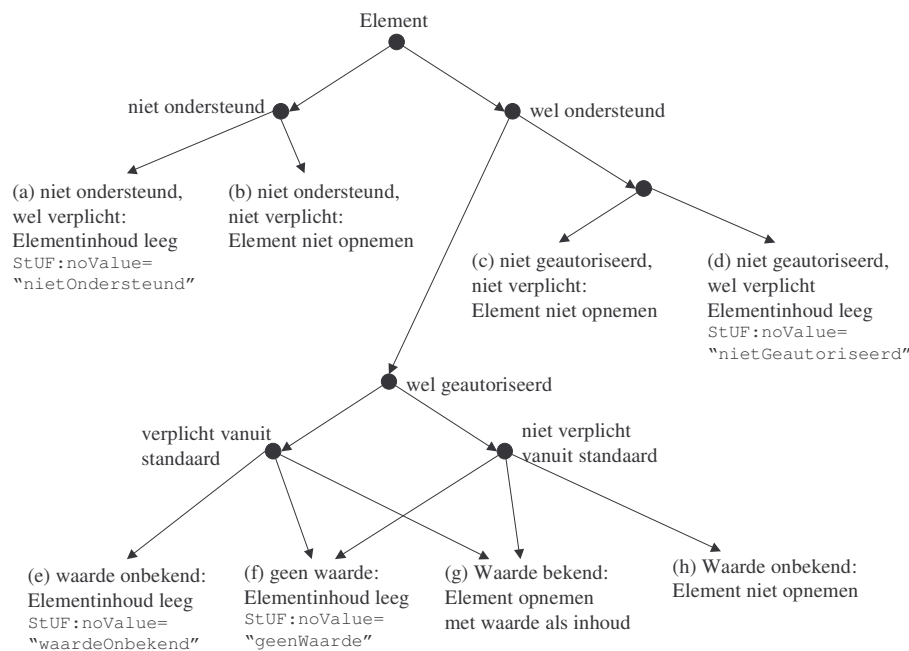 Element
niet ondersteund
wel ondersteund
(a) niet ondersteund,
wel verplicht:
Elementinhoud leeg
StUF:noValue=
“nietOndersteund”
(b) niet ondersteund,
niet verplicht:
Element niet opnemen
(c) niet geautoriseerd,
niet verplicht:
Element niet opnemen
(d) niet geautoriseerd,
wel verplicht
Elementinhoud leeg
StUF:noValue=
“nietGeautoriseerd”
wel geautoriseerd
verplicht vanuit
standaard
niet verplicht
vanuit standaard
(e) waarde onbekend:
Elementinhoud leeg
StUF:noValue=
“waardeOnbekend”
(f) geen waarde:
Elementinhoud leeg
StUF:noValue=
“geenWaarde”
(g) Waarde bekend:
Element opnemen
met waarde als inhoud
(h) Waarde onbekend:
Element niet opnemen